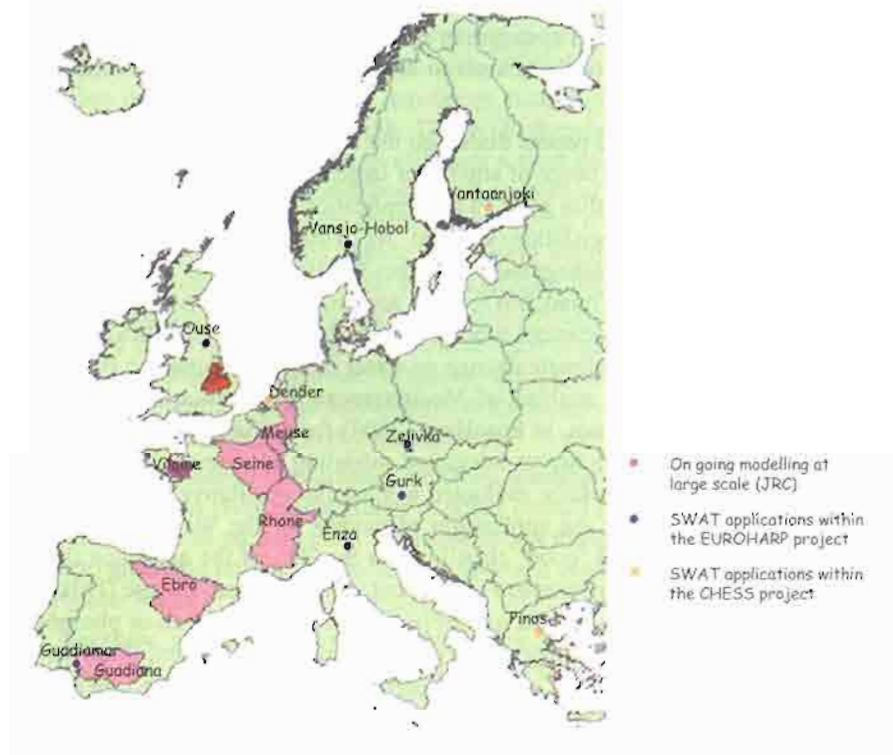 Vantaanjoki
Vansjo-Hobol
Ouse
Dender
Meuse
Zelivka
Vilaine
Seine
Gurk
Rhone
Enza
Ebro
Pinos
Guadiamar
Guadiana
On going modelling at
large scale (JRC)
SWAT applications within
the EUROHARP project
SWAT applications within
the CHESS project